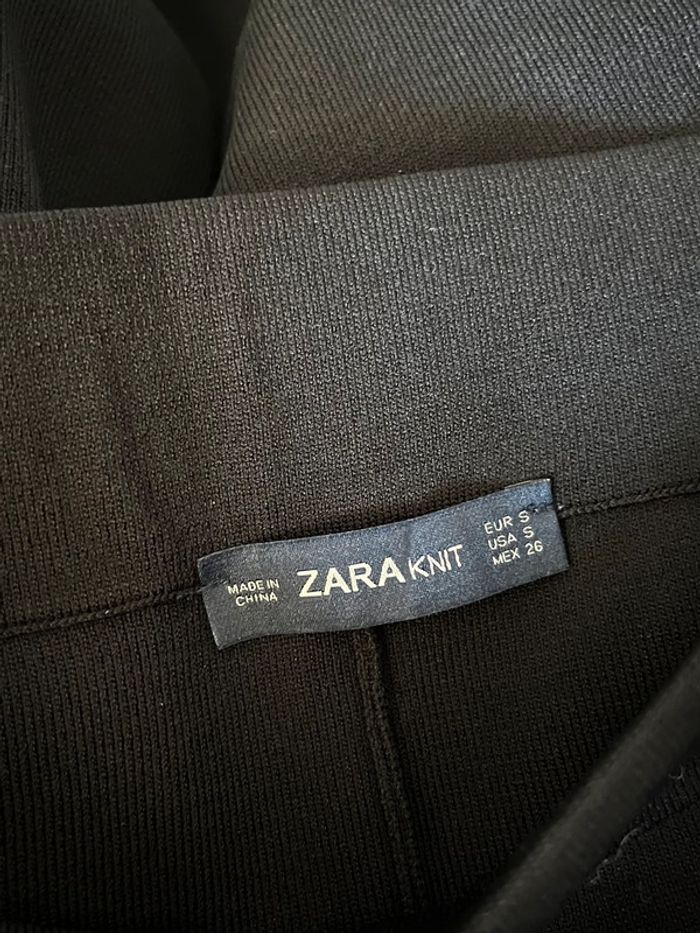 MADE IN
CHINA
ZARA KNIT
EUR S
USA S
MEX 26